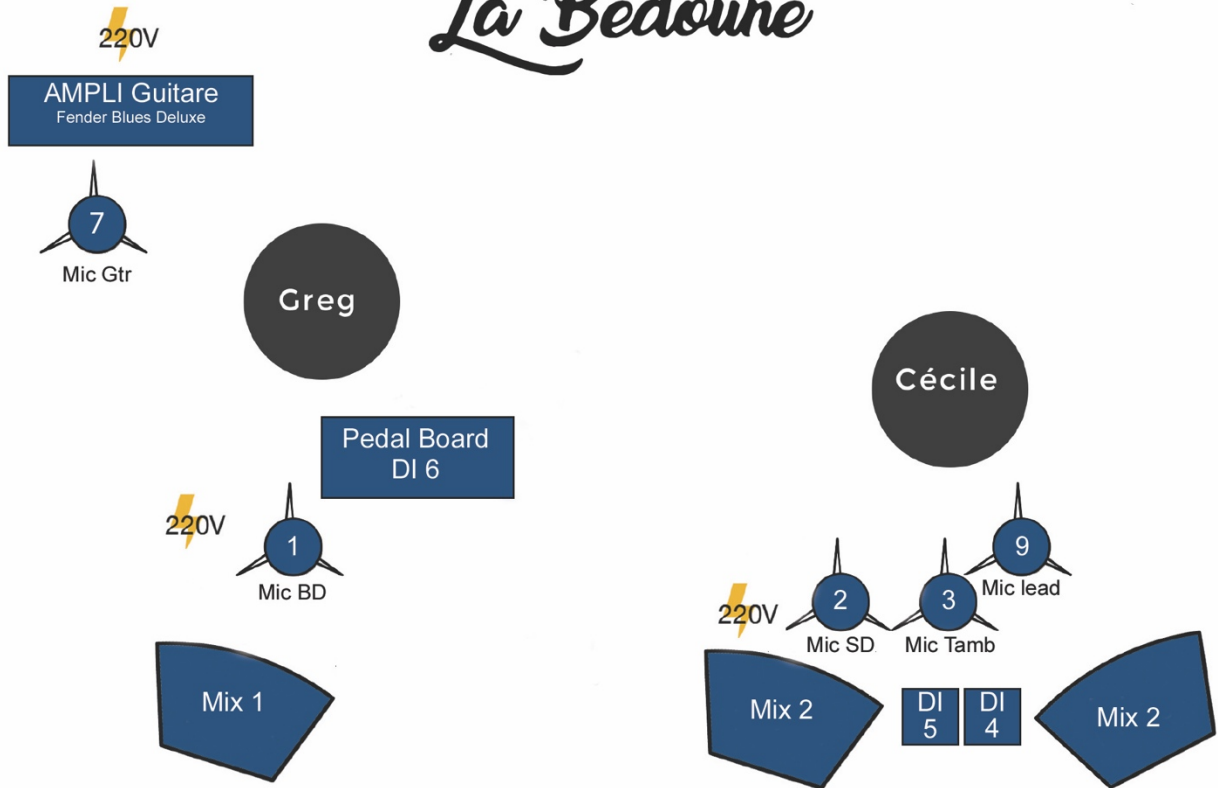 La Bédoune
220V
AMPLI Guitare
Fender Blues Deluxe
7
Mic Gtr
Greg
Cécile
Pedal Board
DI 6
220V
1
Mic BD
9
Mic lead
220V
2
Mic SD
3
Mic Tamb
Mix 1
Mix 2
DI
5
DI
4
Mix 2